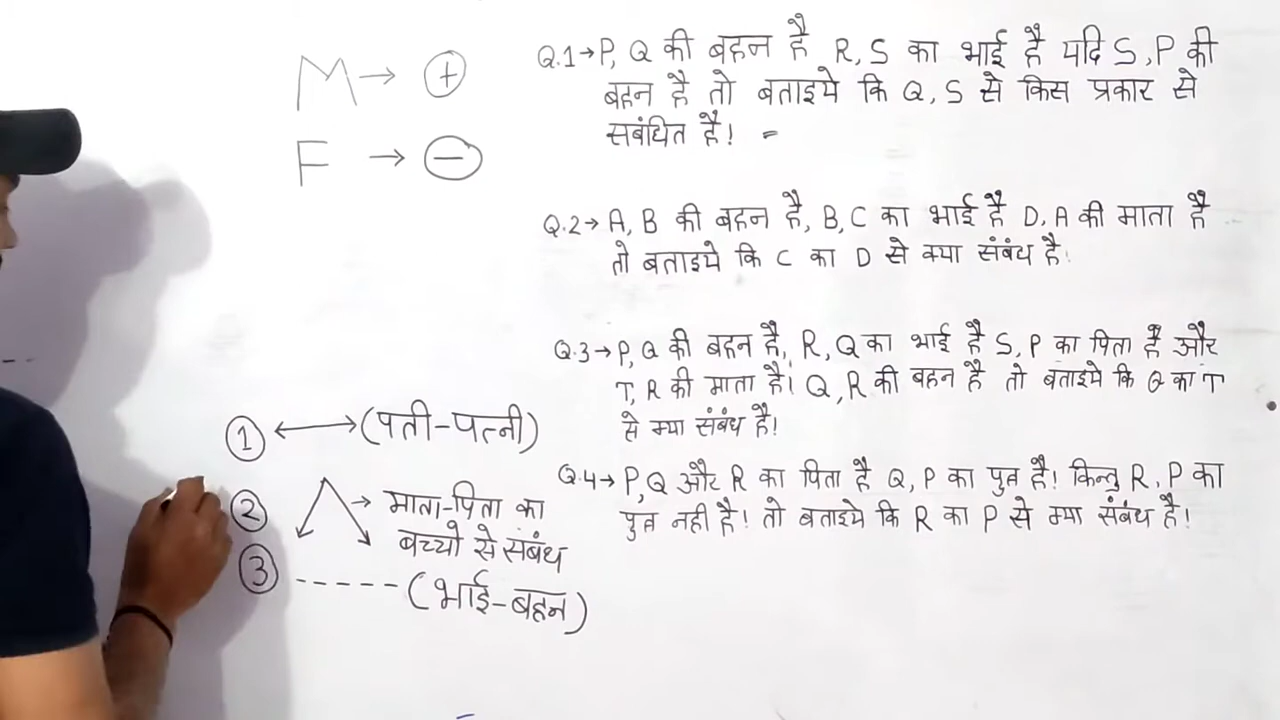 M → +
F → −
Q.1→ P, Q की बहन है R, S का भाई है यदि S, P की
बहन है तो बताइये कि Q, S से किस प्रकार से
सबंधित है! =
Q.2→ A, B की बहन है, B, C का भाई है D, A की माता है
तो बताइये कि C का D से क्या संबंध है!
Q.3→ P, Q की बहन है, R, Q का भाई है S, P का पिता है और
T, R की माता है। Q, R की बहन है तो बताइये कि Q का T
से क्या संबंध है!
Q.4→ P, Q और R का पिता है Q, P का पुत्र है! किन्तु R, P का
पुत्र नही है! तो बताइये कि R का P से क्या संबंध है!
① ↔ (पती-पत्नी)
② → माता-पिता का
बच्चो से संबंध
③ ----- (भाई-बहन)